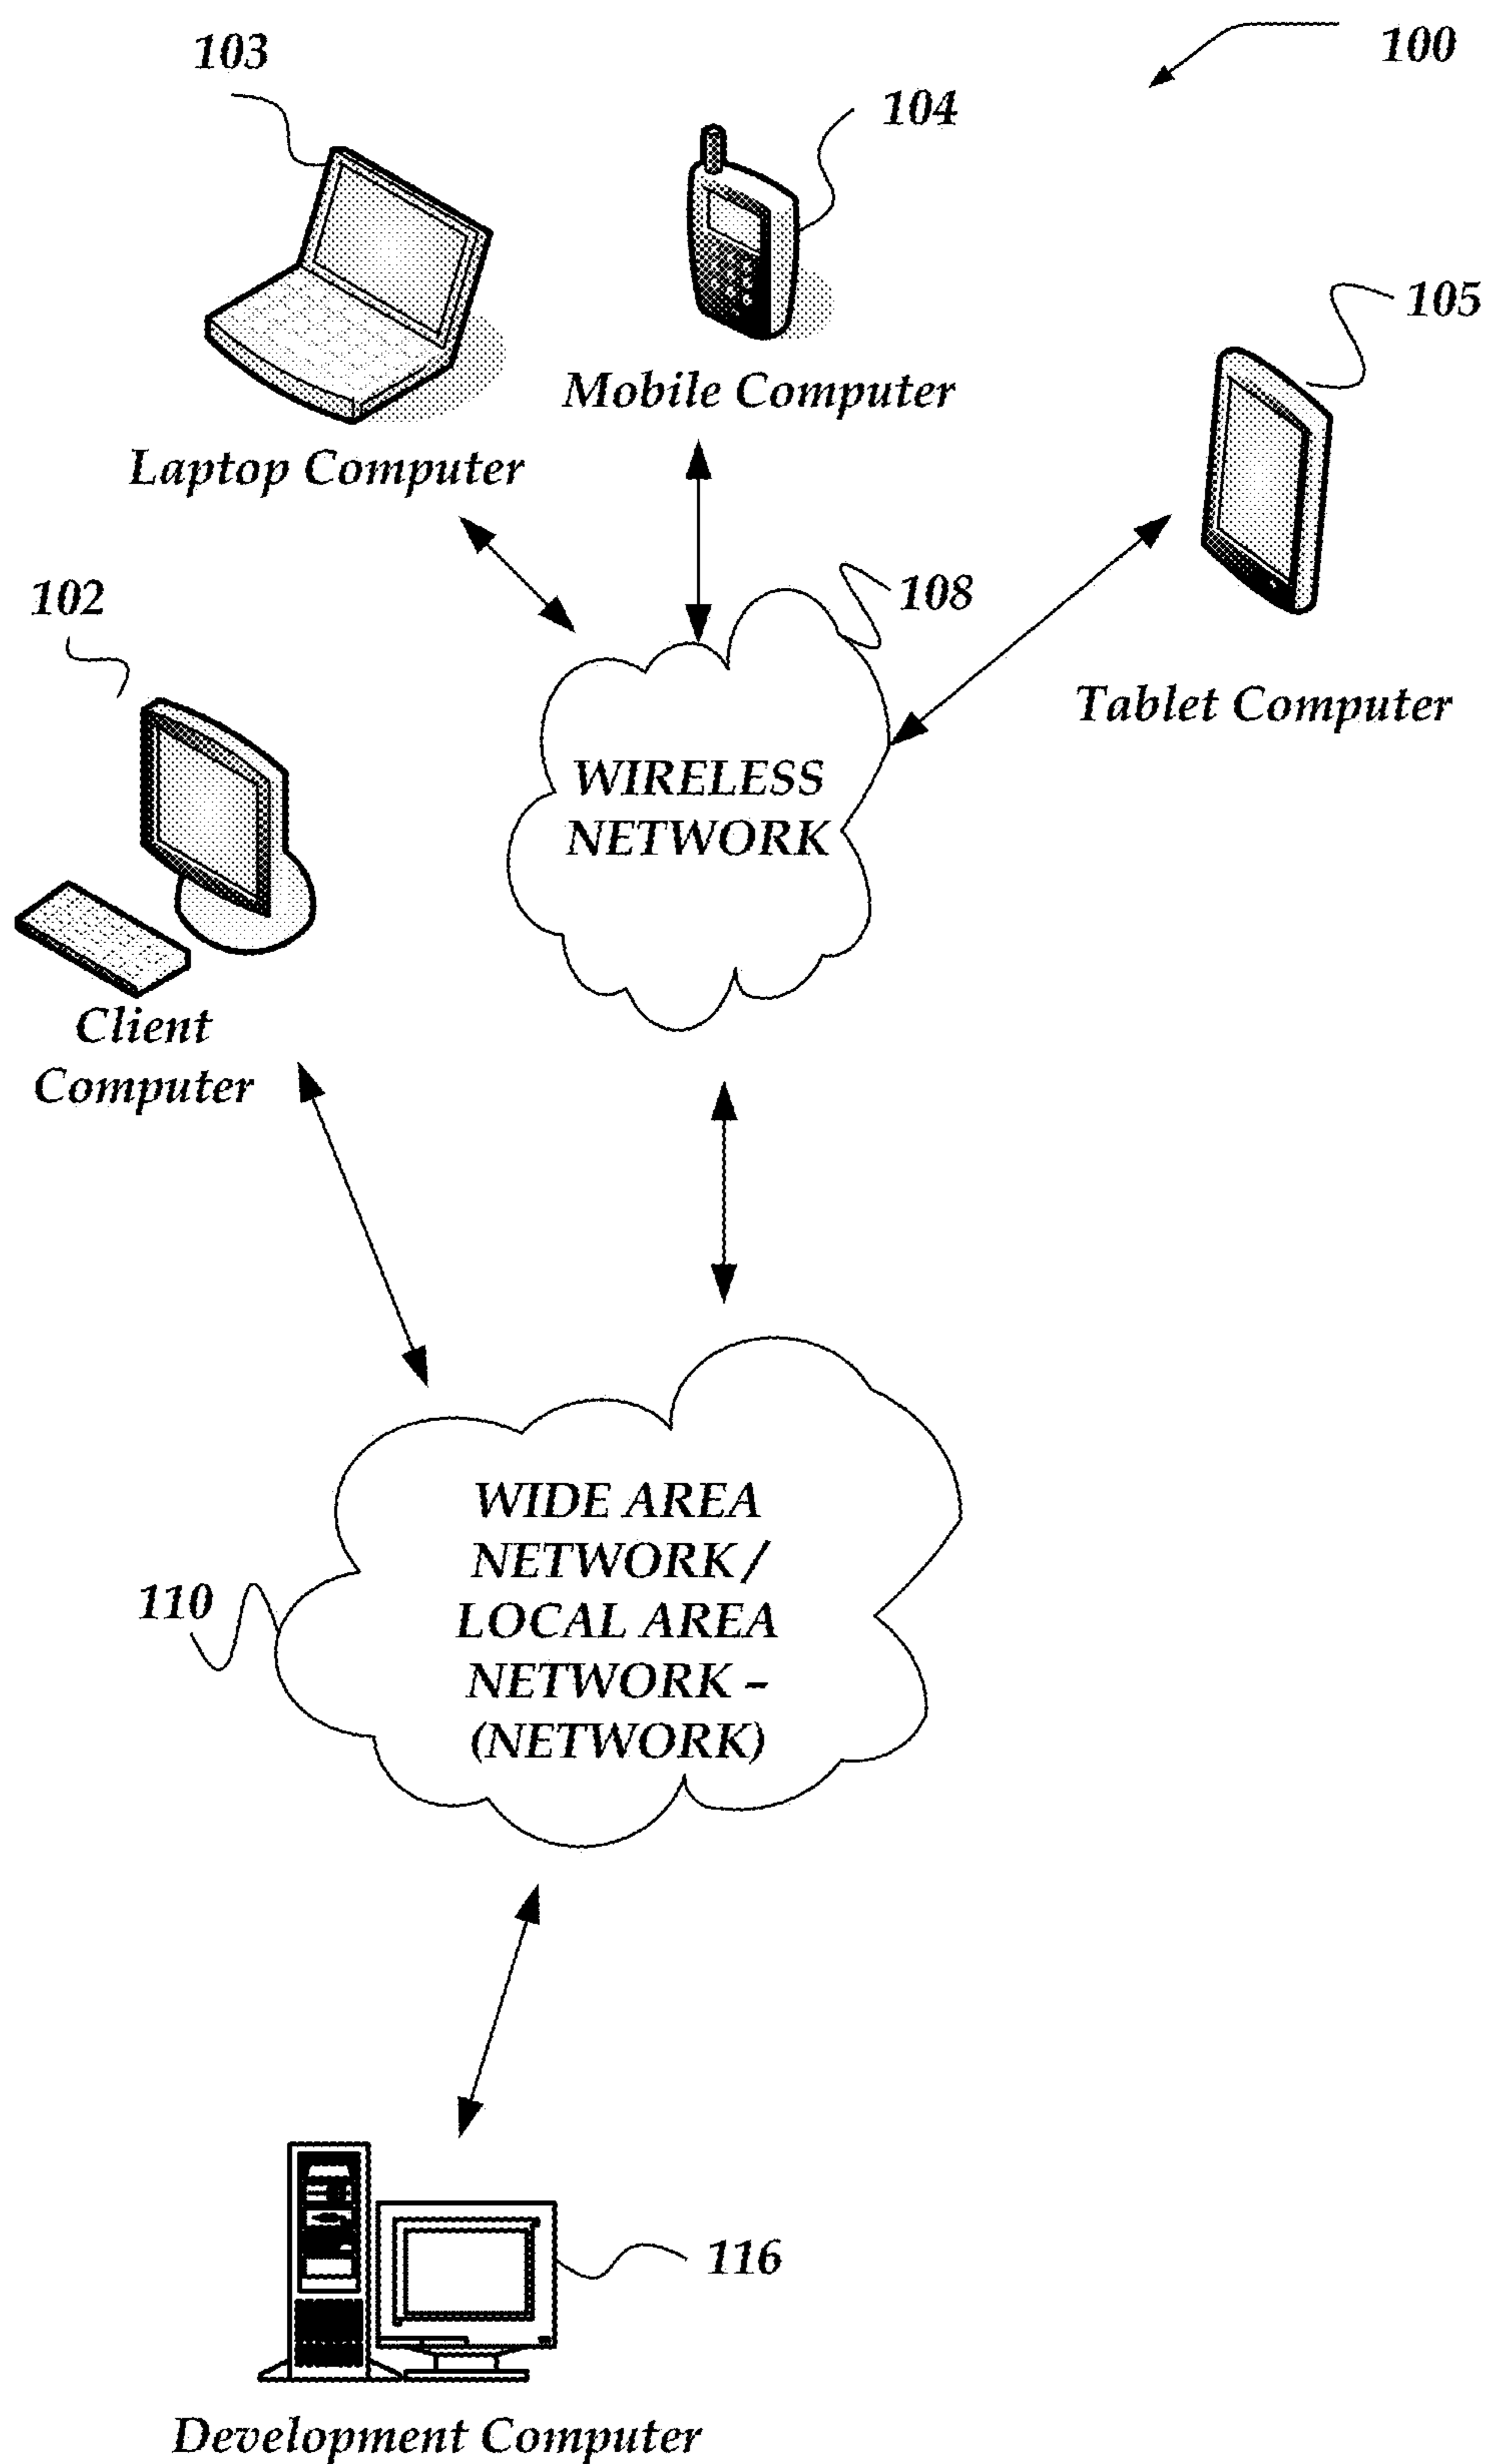 103
100
104
105
Mobile Computer
Laptop Computer
108
102
Tablet Computer
WIRELESS
NETWORK
Client
Computer
WIDE AREA
NETWORK /
LOCAL AREA
NETWORK –
(NETWORK)
110
116
Development Computer